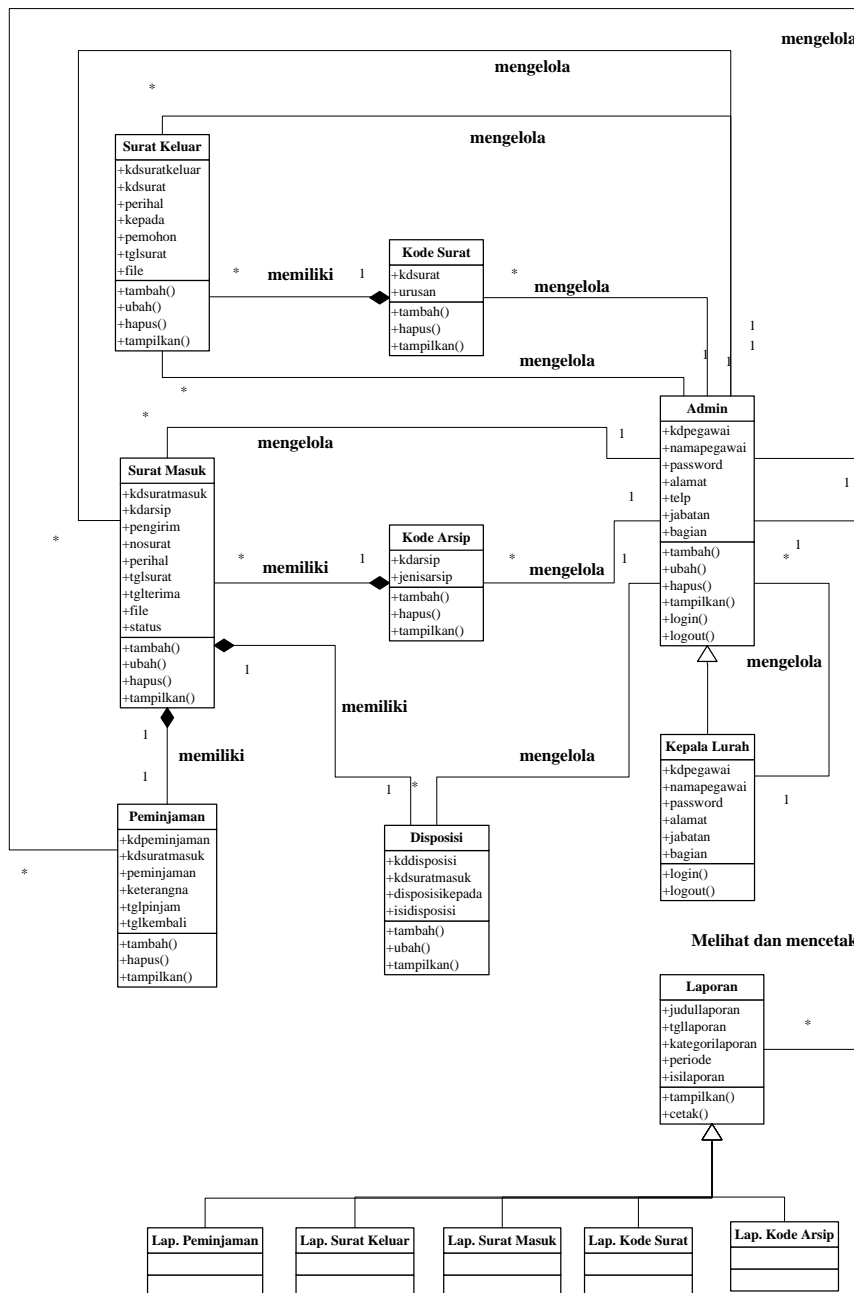 mengelola
mengelola
*
mengelola
Surat Keluar
+kdsuratkeluar
+kdsurat
+perihal
+kepada
+pemohon
+tglsurat
+file
+tambah()
+ubah()
+hapus()
+tampilkan()
*
memiliki
1
Kode Surat
+kdsurat
+urusan
+tambah()
+hapus()
+tampilkan()
*
mengelola
1
1
1
1
mengelola
*
*
mengelola
1
Admin
+kdpegawai
+namapegawai
+password
+alamat
+telp
+jabatan
+bagian
+tambah()
+ubah()
+hapus()
+tampilkan()
+login()
+logout()
1
1
1
*
Surat Masuk
+kdsuratmasuk
+kdarsip
+pengirim
+nosurat
+perihal
+tglsurat
+tglterima
+file
+status
+tambah()
+ubah()
+hapus()
+tampilkan()
*
*
memiliki
1
Kode Arsip
+kdarsip
+jenisarsip
+tambah()
+hapus()
+tampilkan()
*
mengelola
1
1
mengelola
1
memiliki
1
memiliki
1
mengelola
1
*
Kepala Lurah
+kdpegawai
+namapegawai
+password
+alamat
+jabatan
+bagian
+login()
+logout()
1
Peminjaman
+kdpeminjaman
+kdsuratmasuk
+peminjaman
+keterangna
+tglpinjam
+tglkembali
+tambah()
+hapus()
+tampilkan()
*
Disposisi
+kddisposisi
+kdsuratmasuk
+disposisikepada
+isidisposisi
+tambah()
+ubah()
+tampilkan()
Melihat dan mencetak
Laporan
+judullaporan
+tgllaporan
+kategorilaporan
+periode
+isilaporan
+tampilkan()
+cetak()
*
Lap. Peminjaman
Lap. Surat Keluar
Lap. Surat Masuk
Lap. Kode Surat
Lap. Kode Arsip